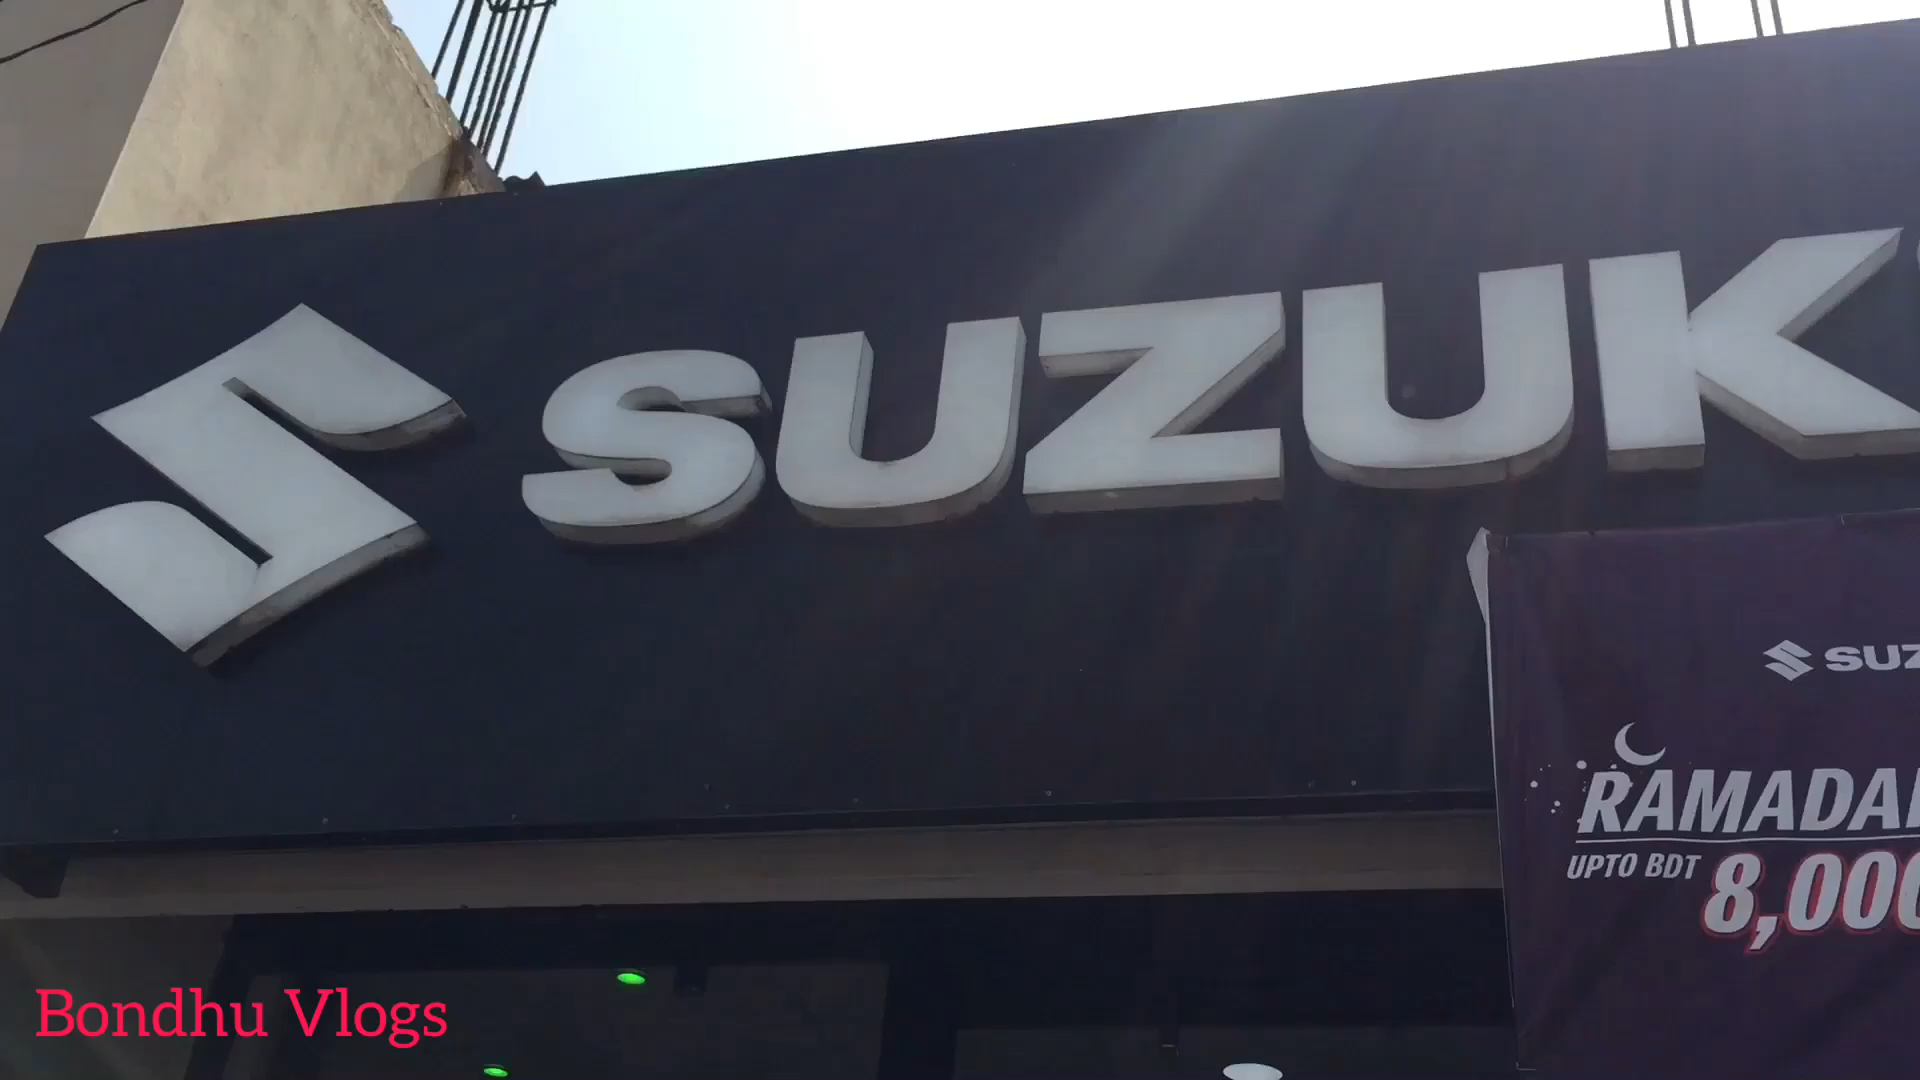 SUZUK
SUZ
RAMADA
UPTO BDT 8,000
Bondhu Vlogs